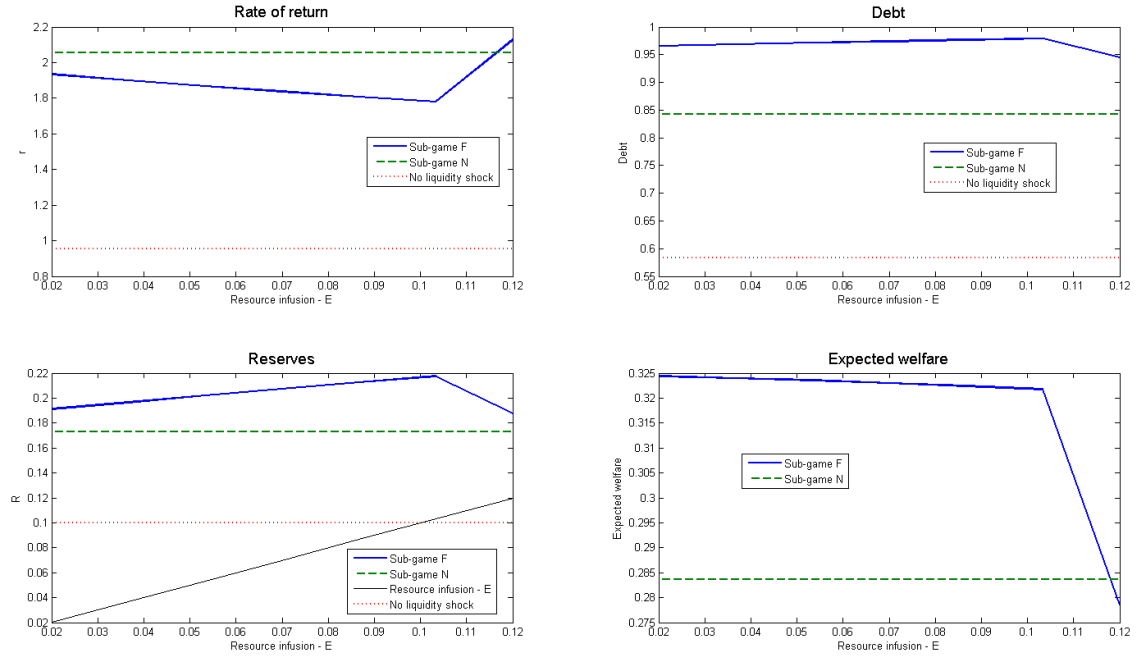 Rate of return
2.2
2
1.8
1.6
1.4
1.2
1
0.8
r
Sub-game F
Sub-game N
No liquidity shock
0.02 0.03 0.04 0.05 0.06 0.07 0.08 0.09 0.1 0.11 0.12
Resource infusion - E
Debt
1
0.95
0.9
0.85
0.8
0.75
0.7
0.65
0.6
0.55
Debt
Sub-game F
Sub-game N
No liquidity shock
0.02 0.03 0.04 0.05 0.06 0.07 0.08 0.09 0.1 0.11 0.12
Resource infusion - E
Reserves
0.22
0.2
0.18
0.16
0.14
0.12
0.1
0.08
0.06
0.04
0.02
R
Sub-game F
Sub-game N
Resource infusion - E
No liquidity shock
0.02 0.03 0.04 0.05 0.06 0.07 0.08 0.09 0.1 0.11 0.12
Resource infusion - E
Expected welfare
0.325
0.32
0.315
0.31
0.305
0.3
0.295
0.29
0.285
0.28
0.275
Expected welfare
Sub-game F
Sub-game N
0.02 0.03 0.04 0.05 0.06 0.07 0.08 0.09 0.1 0.11 0.12
Resource infusion - E